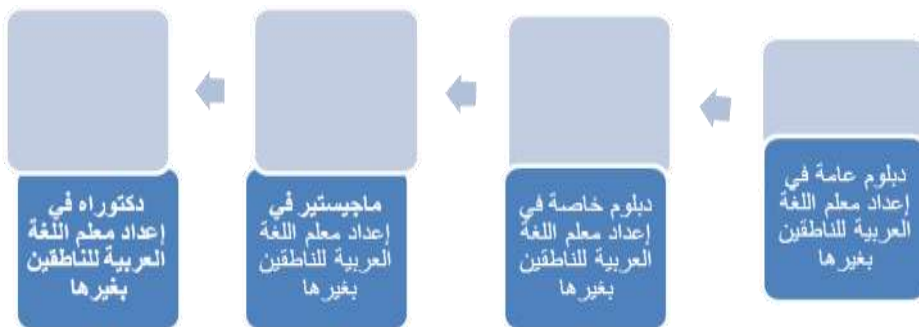 دبلوم عامة في
إعداد معلم اللغة
العربية للناطقين
بغيرها
دبلوم خاصة في
إعداد معلم اللغة
العربية للناطقين
بغيرها
ماجيستير في
إعداد معلم اللغة
العربية للناطقين
بغيرها
دكتوراه في
إعداد معلم اللغة
العربية للناطقين
بغيرها